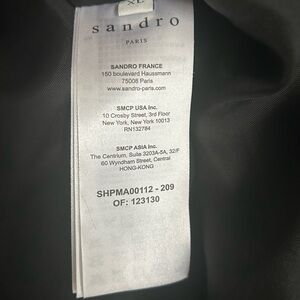 XL
sandro
PARIS
SANDRO FRANCE
150 boulevard Haussmann
75008 Paris
www.sandro-paris.com
SMCP USA Inc.
10 Crosby Street, 3rd Floor
New York, New York 10013
RN132784
SMCP ASIA Inc.
The Centrium, Suite 3203A-5A, 32/F
60 Wyndham Street, Central
HONG-KONG
SHPMA00112 - 209
OF: 123130